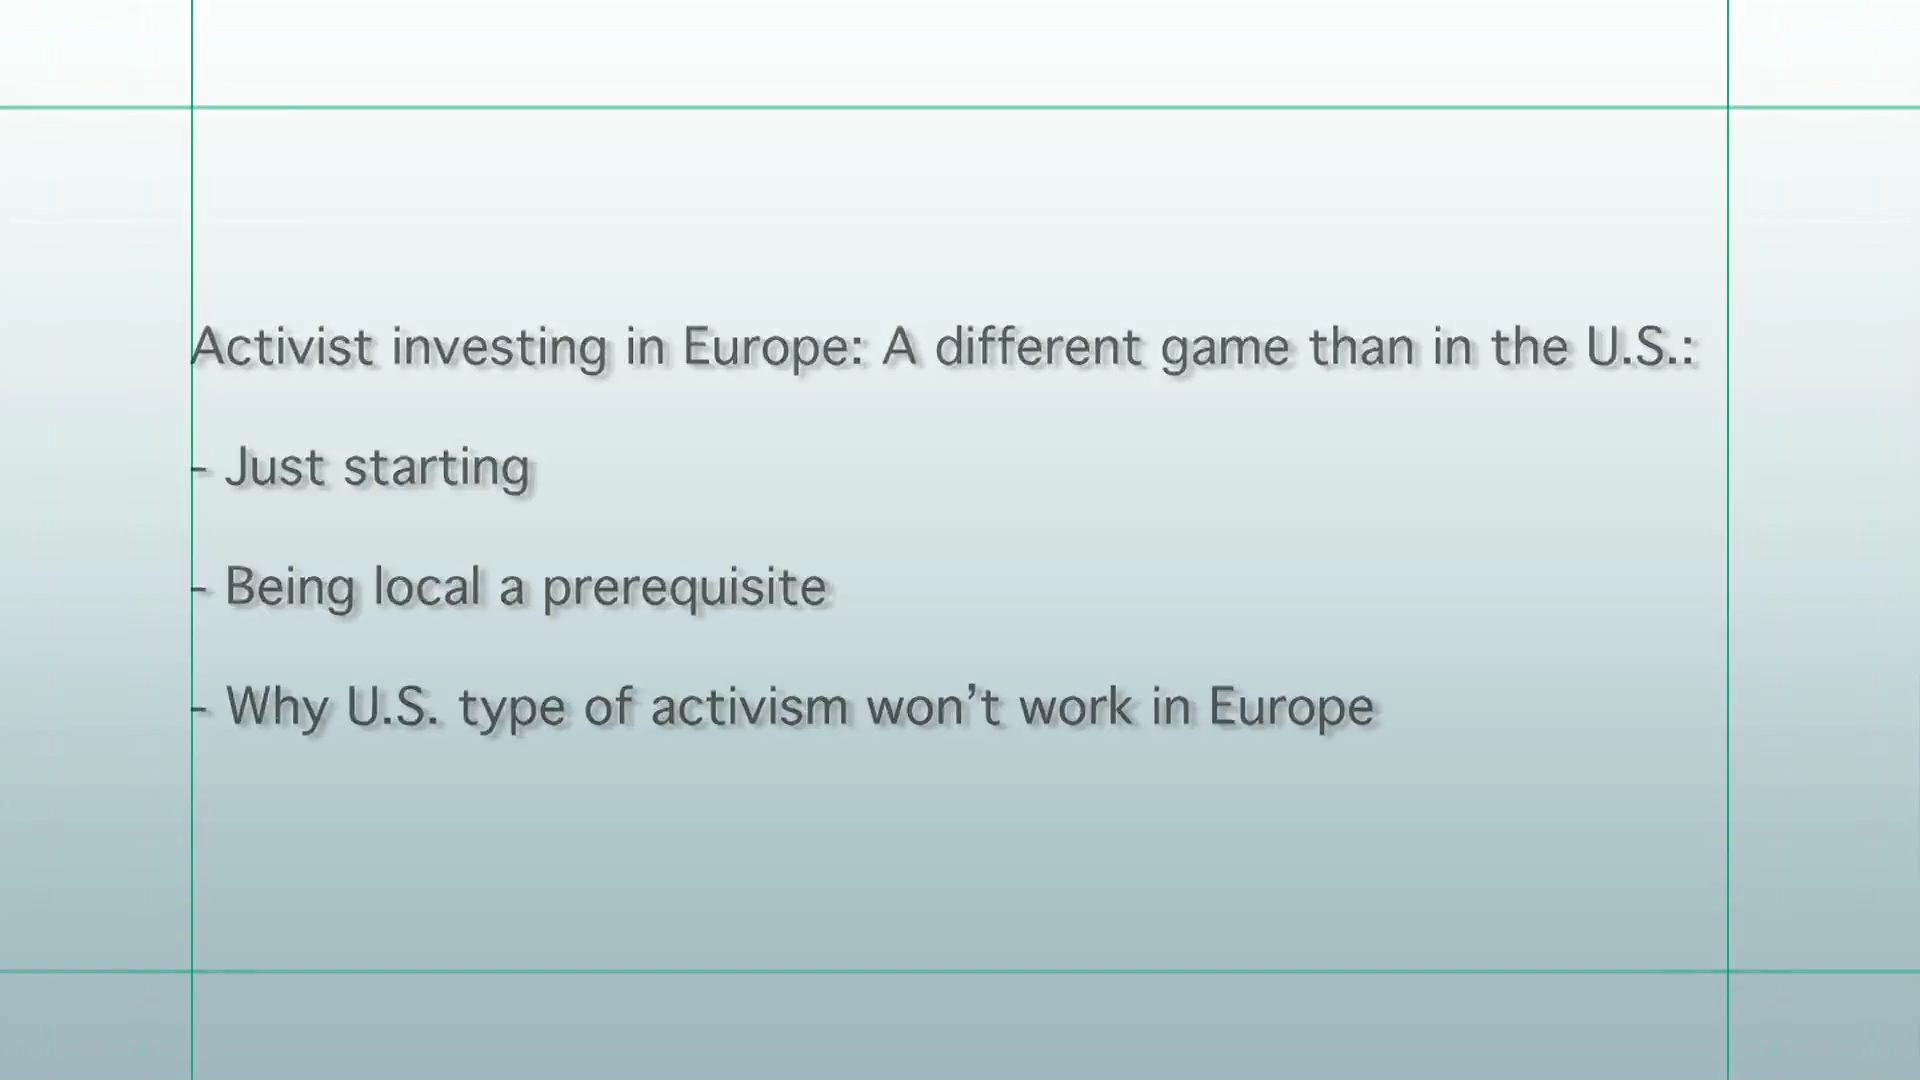 Activist investing in Europe: A different game than in the U.S.:
- Just starting
- Being local a prerequisite
- Why U.S. type of activism won’t work in Europe